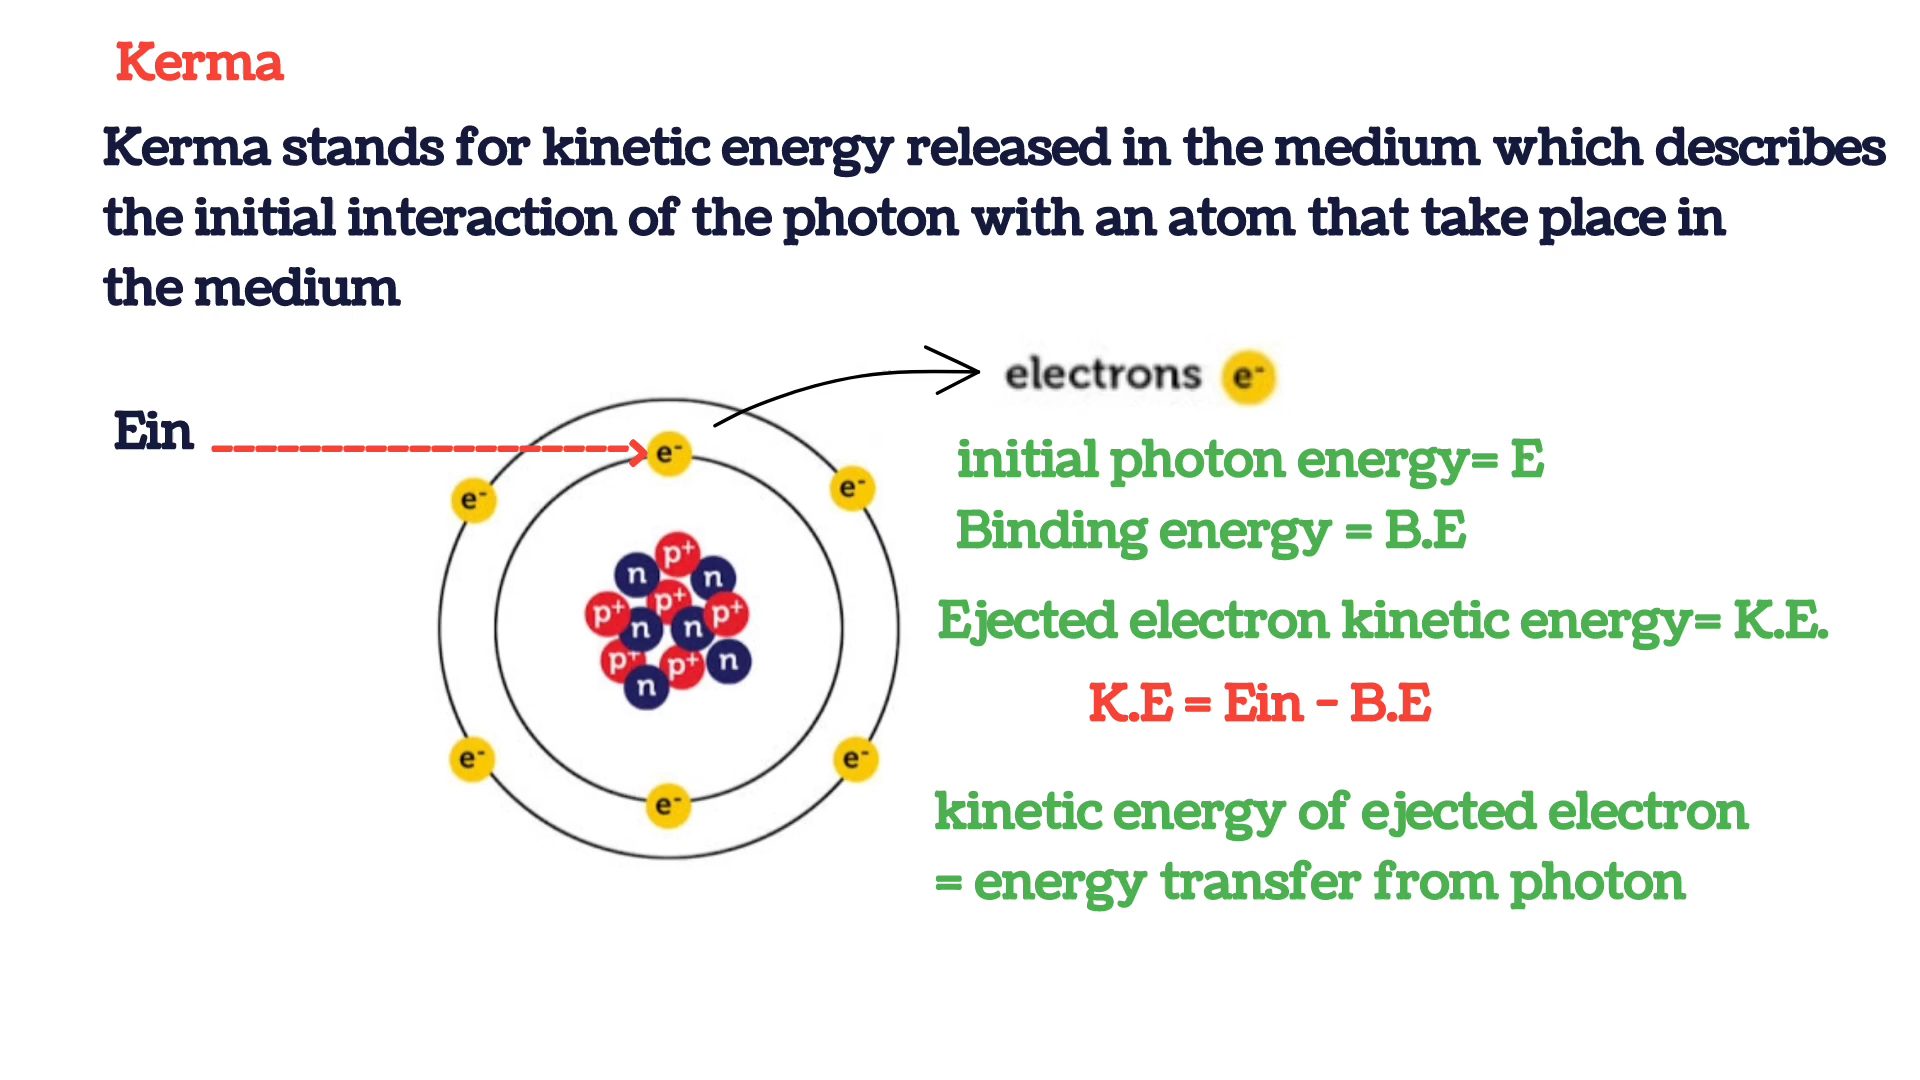 Kerma
Kerma stands for kinetic energy released in the medium which describes
the initial interaction of the photon with an atom that take place in
the medium
electrons e-
Ein
e-
e-
e-
initial photon energy= E
Binding energy = B.E
p+
n
n
p+
p+
p+
n
n
p+
p+
n
n
Ejected electron kinetic energy= K.E.
K.E = Ein - B.E
e-
e-
e-
kinetic energy of ejected electron
= energy transfer from photon